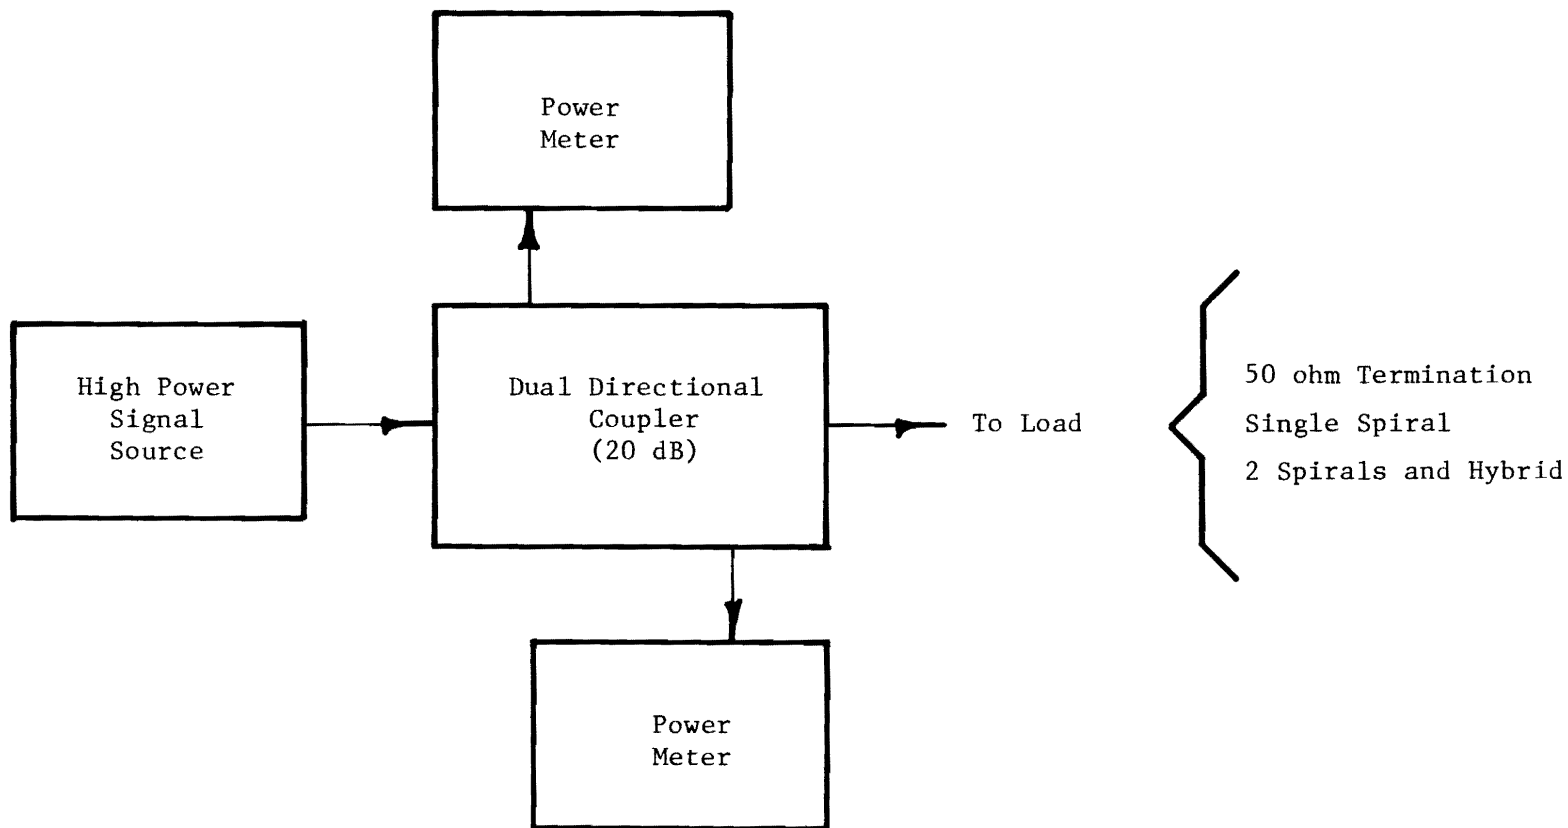 Power
Meter
High Power
Signal
Source
Dual Directional
Coupler
(20 dB)
To Load
50 ohm Termination
Single Spiral
2 Spirals and Hybrid
Power
Meter